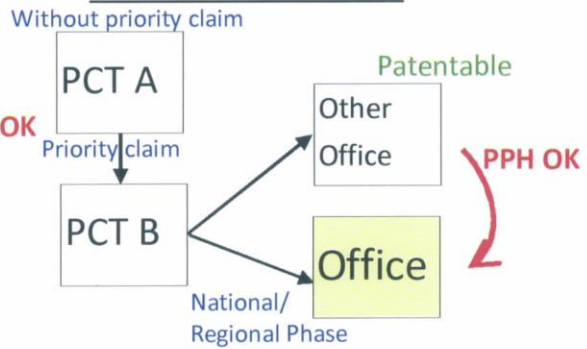 Without priority claim
PCT A
OK
Priority claim
PCT B
Patentable
Other
Office
PPH OK
Office
National/
Regional Phase